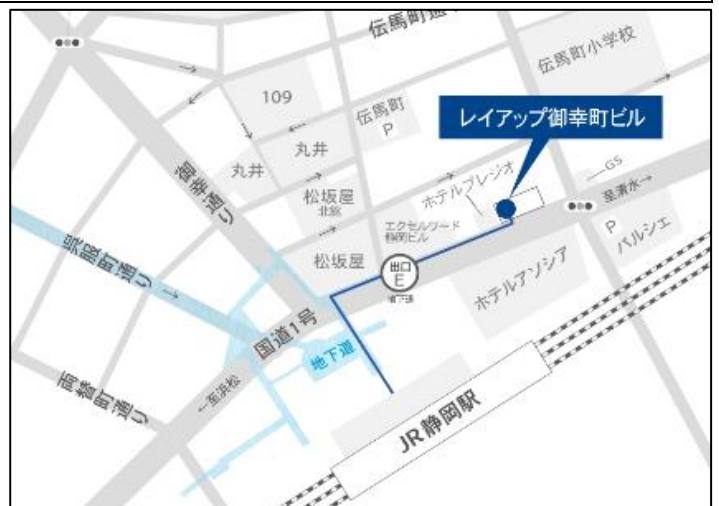 伝馬町通り
伝馬町小学校
109
伝馬町
P
レイアップ御幸町ビル
丸井
丸井
御幸通り
松坂屋
北館
ホテルプレジオ
GS
至清水→
エクセルワード
静岡ビル
P
パルシェ
呉服町通り
松坂屋
出口
E
地下道
ホテルアソシア
国道1号
地下道
両替町通り
←至浜松
JR静岡駅